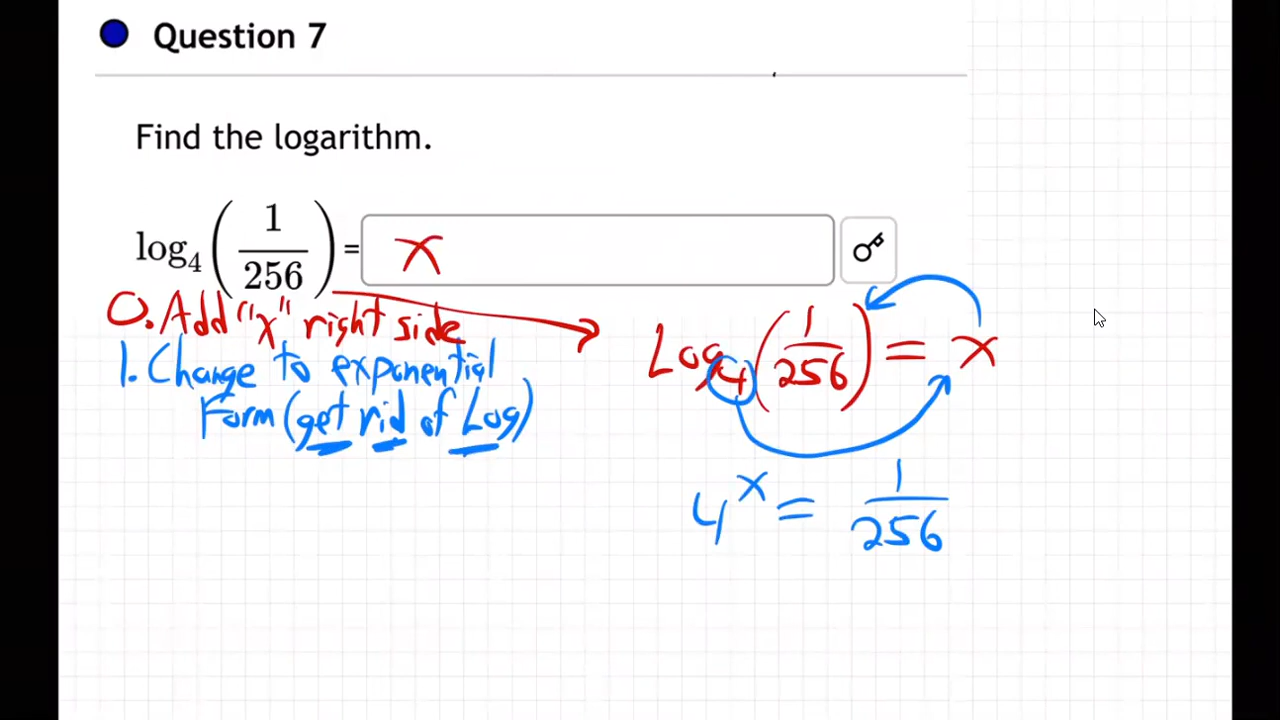 Question 7
Find the logarithm.
log₄(1/256) = x
0. Add "x" right side
1. Change to exponential
Form (get rid of Log)
Log₄(1/256) = x
4ˣ = 1/256